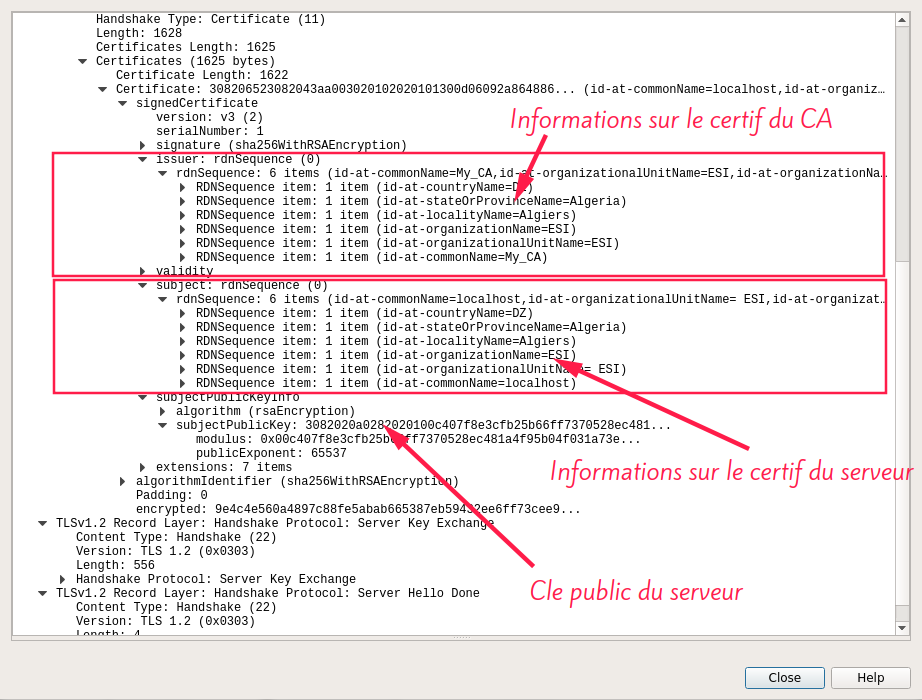 Handshake Type: Certificate (11)
Length: 1628
Certificates Length: 1625
Certificates (1625 bytes)
Certificate Length: 1622
Certificate: 308206523082043aa003020102020101300d06092a864886... (id-at-commonName=localhost,id-at-organiz…
signedCertificate
version: v3 (2)
serialNumber: 1
Informations sur le certif du CA
signature (sha256WithRSAEncryption)
issuer: rdnSequence (0)
rdnSequence: 6 items (id-at-commonName=My_CA,id-at-organizationalUnitName=ESI,id-at-organizationNa…
RDNSequence item: 1 item (id-at-countryName=DZ)
RDNSequence item: 1 item (id-at-stateOrProvinceName=Algeria)
RDNSequence item: 1 item (id-at-localityName=Algiers)
RDNSequence item: 1 item (id-at-organizationName=ESI)
RDNSequence item: 1 item (id-at-organizationalUnitName=ESI)
RDNSequence item: 1 item (id-at-commonName=My_CA)
validity
subject: rdnSequence (0)
rdnSequence: 6 items (id-at-commonName=localhost,id-at-organizationalUnitName= ESI,id-at-organizat…
RDNSequence item: 1 item (id-at-countryName=DZ)
RDNSequence item: 1 item (id-at-stateOrProvinceName=Algeria)
RDNSequence item: 1 item (id-at-localityName=Algiers)
RDNSequence item: 1 item (id-at-organizationName=ESI)
RDNSequence item: 1 item (id-at-organizationalUnitName= ESI)
RDNSequence item: 1 item (id-at-commonName=localhost)
subjectPublicKeyInfo
algorithm (rsaEncryption)
subjectPublicKey: 3082020a0282020100c407f8e3cfb25b66ff7370528ec481...
modulus: 0x00c407f8e3cfb25b66ff7370528ec481a4f95b04f031a73e...
publicExponent: 65537
extensions: 7 items
Informations sur le certif du serveur
algorithmIdentifier (sha256WithRSAEncryption)
Padding: 0
encrypted: 9e4c4e560a4897c88fe5abab665387eb59432ee6ff73cee9...
TLSv1.2 Record Layer: Handshake Protocol: Server Key Exchange
Content Type: Handshake (22)
Version: TLS 1.2 (0x0303)
Length: 556
Handshake Protocol: Server Key Exchange
Cle public du serveur
TLSv1.2 Record Layer: Handshake Protocol: Server Hello Done
Content Type: Handshake (22)
Version: TLS 1.2 (0x0303)
Length: 4
Close
Help